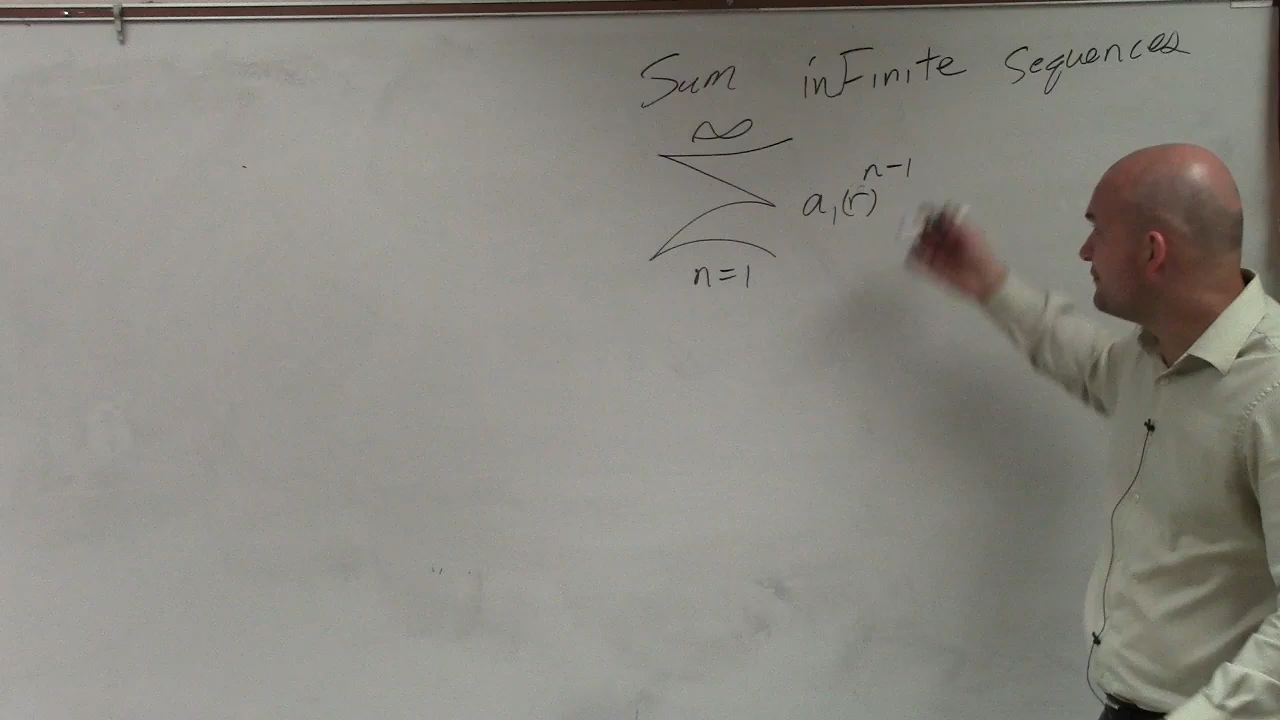 Sum inFinite Sequences
∞
Σ a₁(r)ⁿ⁻¹
n=1